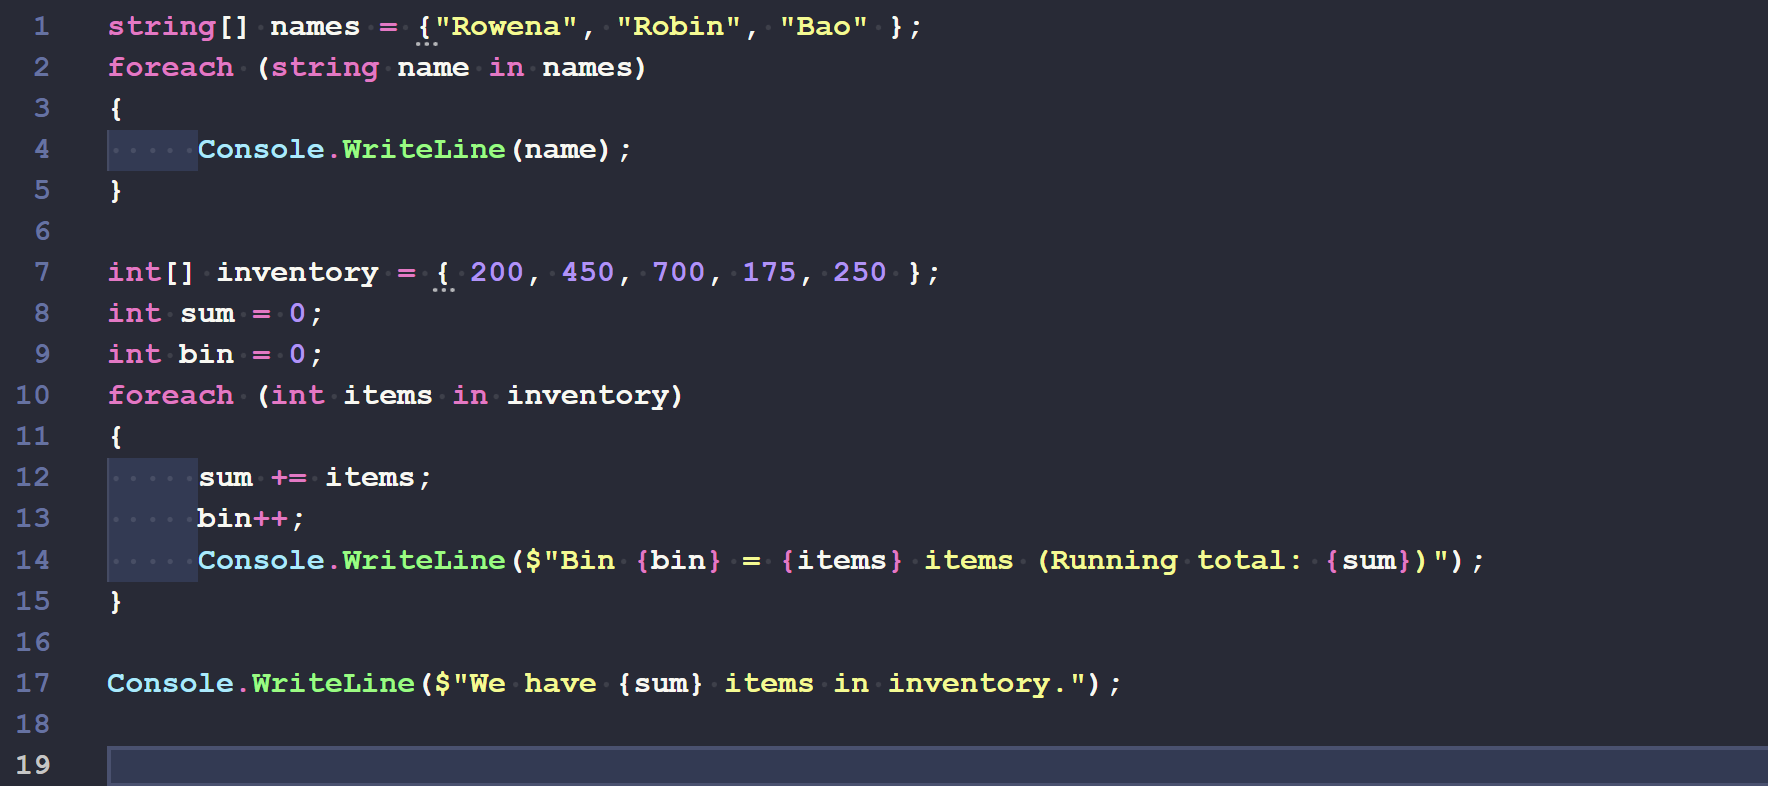 1 string[] names = {"Rowena", "Robin", "Bao" };
2 foreach (string name in names)
3 {
4      Console.WriteLine(name);
5 }
6
7 int[] inventory = { 200, 450, 700, 175, 250 };
8 int sum = 0;
9 int bin = 0;
10 foreach (int items in inventory)
11 {
12      sum += items;
13      bin++;
14      Console.WriteLine($"Bin {bin} = {items} items (Running total: {sum})");
15 }
16
17 Console.WriteLine($"We have {sum} items in inventory.");
18
19